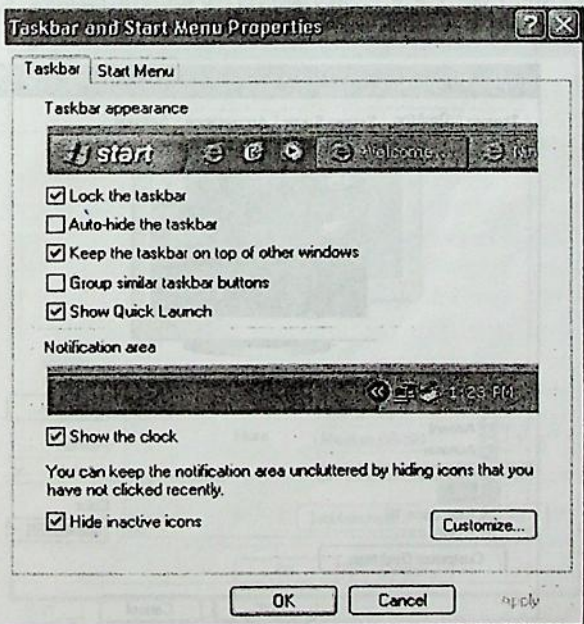 Taskbar and Start Menu Properties
Taskbar Start Menu
Taskbar appearance
start Welcome...
Lock the taskbar
Auto-hide the taskbar
Keep the taskbar on top of other windows
Group similar taskbar buttons
Show Quick Launch
Notification area
1:23 PM
Show the clock
You can keep the notification area uncluttered by hiding icons that you
have not clicked recently.
Hide inactive icons Customize...
OK Cancel Apply